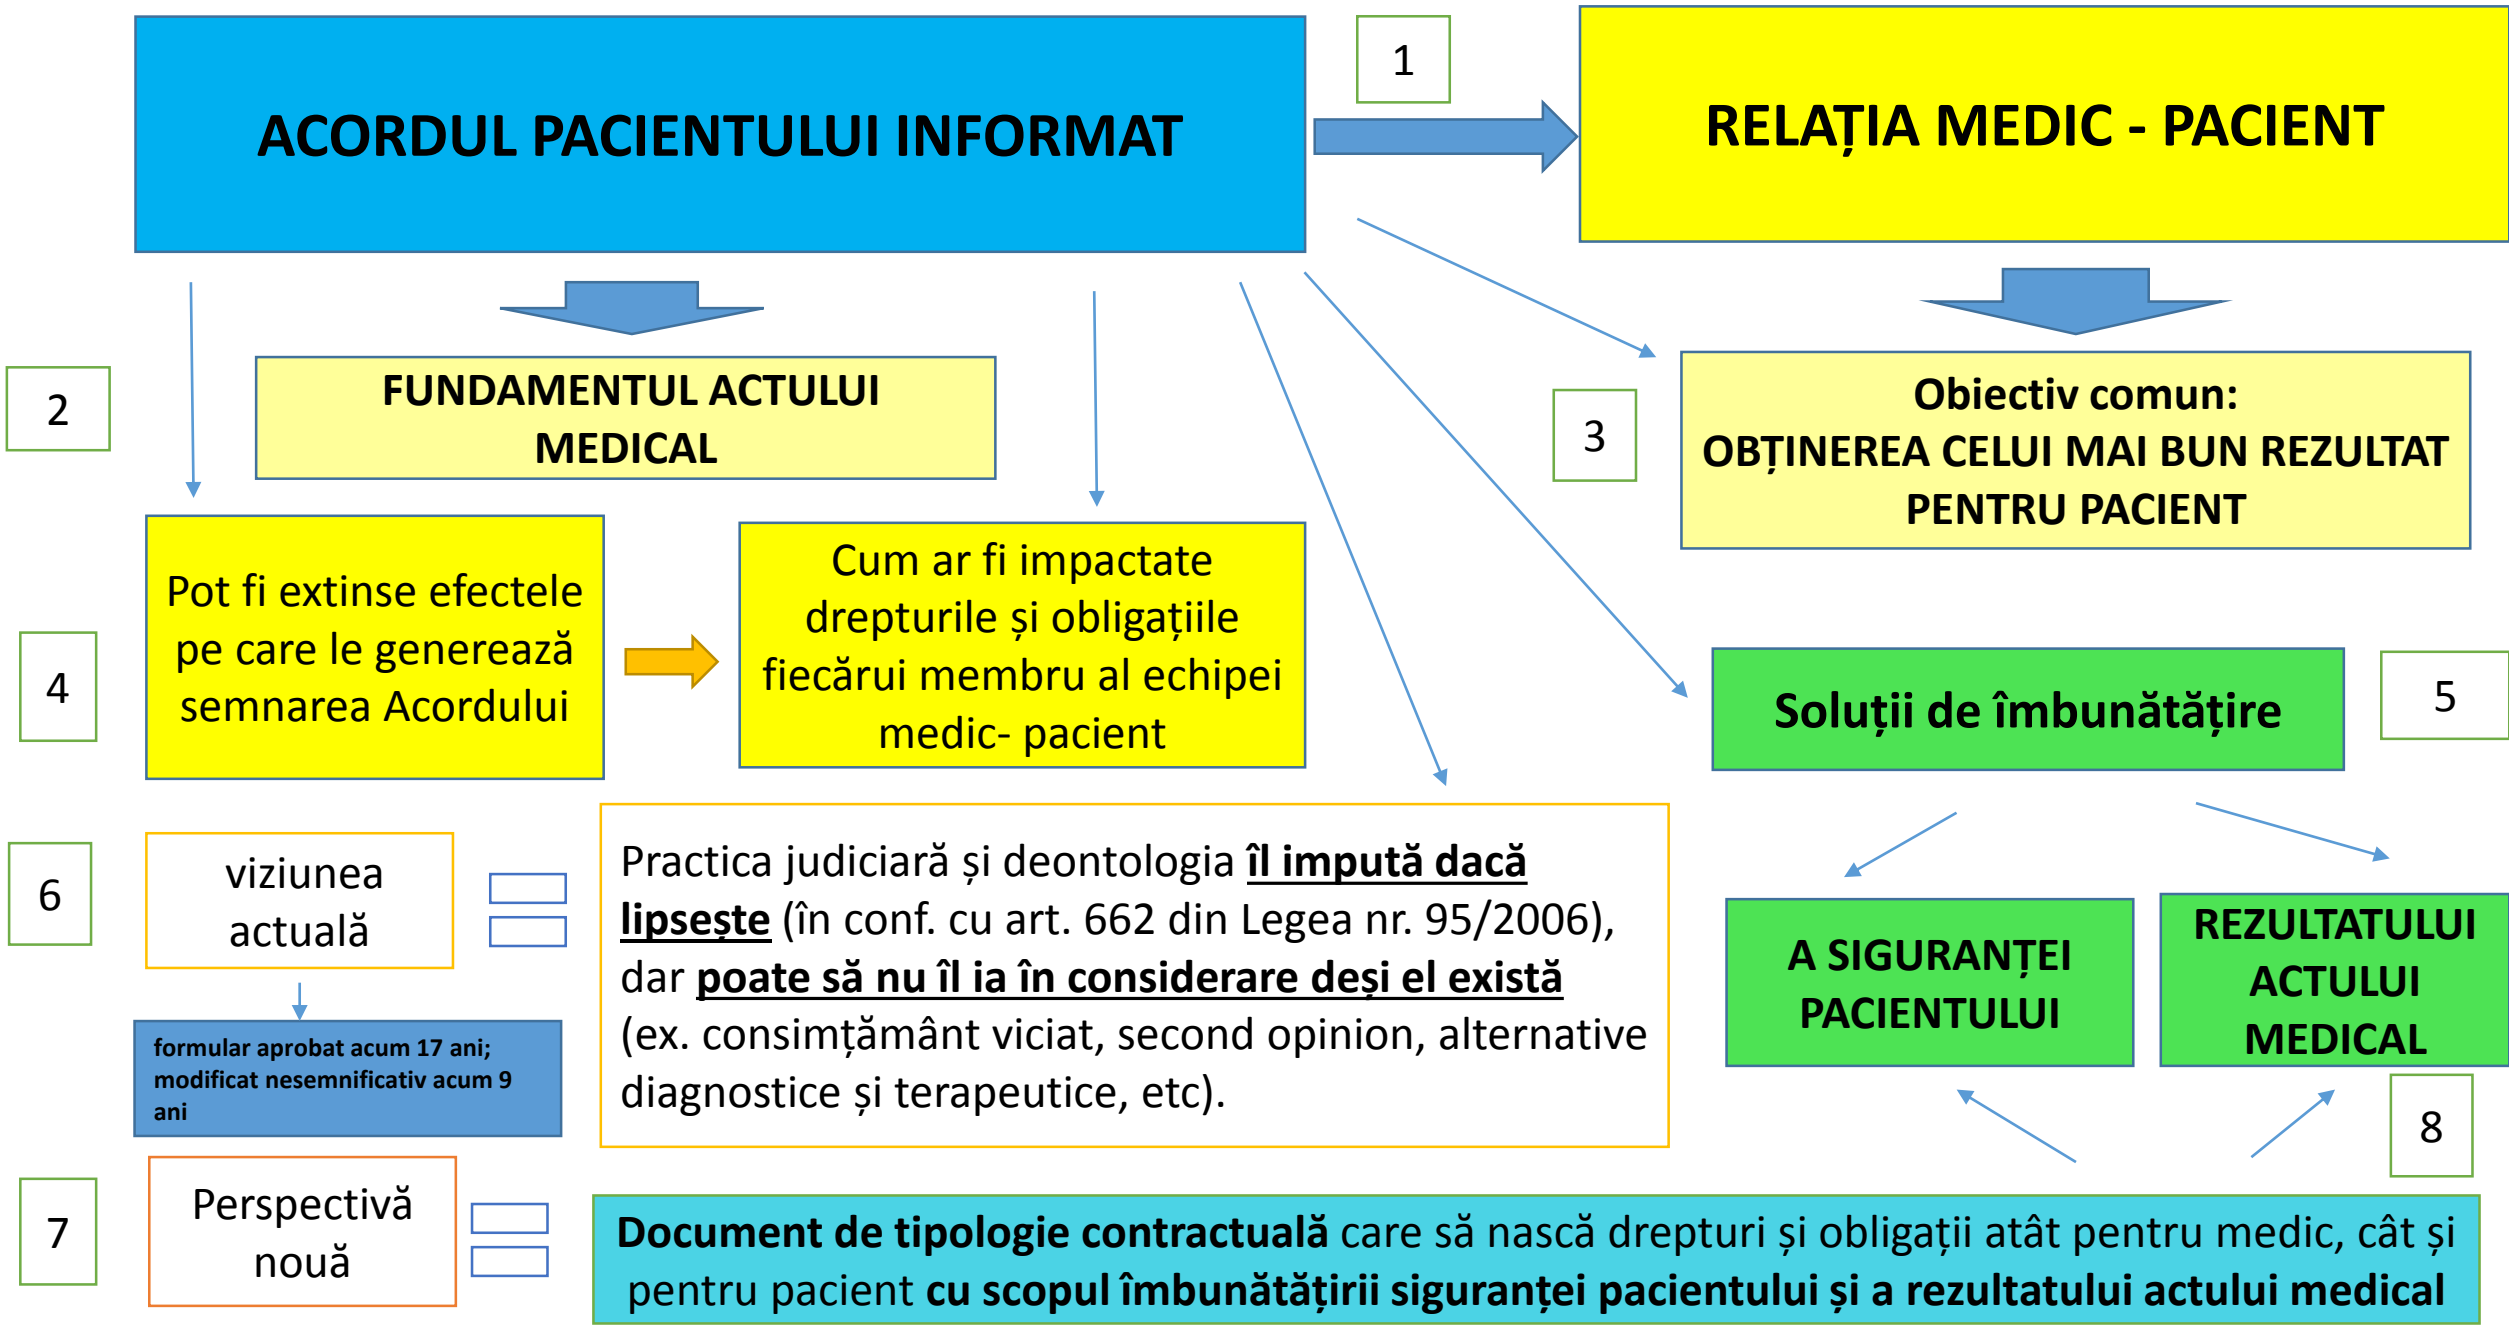 ACORDUL PACIENTULUI INFORMAT
1
RELAȚIA MEDIC - PACIENT
2
FUNDAMENTUL ACTULUI
MEDICAL
3
Obiectiv comun:
OBȚINEREA CELUI MAI BUN REZULTAT
PENTRU PACIENT
4
Pot fi extinse efectele
pe care le generează
semnarea Acordului
Cum ar fi impactate
drepturile și obligațiile
fiecărui membru al echipei
medic- pacient
Soluții de îmbunătățire
5
6
viziunea
actuală
formular aprobat acum 17 ani;
modificat nesemnificativ acum 9
ani
Practica judiciară și deontologia îl impută dacă
lipsește (în conf. cu art. 662 din Legea nr. 95/2006),
dar poate să nu îl ia în considerare deși el există
(ex. consimțământ viciat, second opinion, alternative
diagnostice și terapeutice, etc).
A SIGURANȚEI
PACIENTULUI
REZULTATULUI
ACTULUI
MEDICAL
8
7
Perspectivă
nouă
Document de tipologie contractuală care să nască drepturi și obligații atât pentru medic, cât și
pentru pacient cu scopul îmbunătățirii siguranței pacientului și a rezultatului actului medical